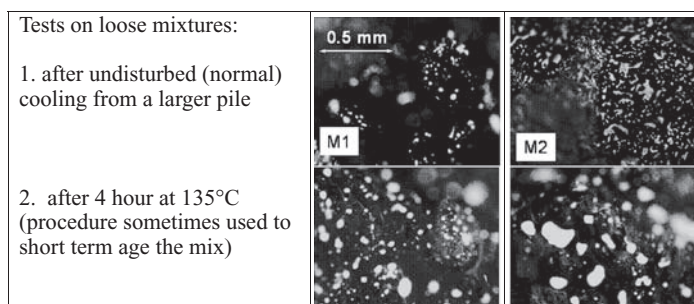 Tests on loose mixtures:
1. after undisturbed (normal)
cooling from a larger pile
2. after 4 hour at 135°C
(procedure sometimes used to
short term age the mix)
0.5 mm
M1
M2